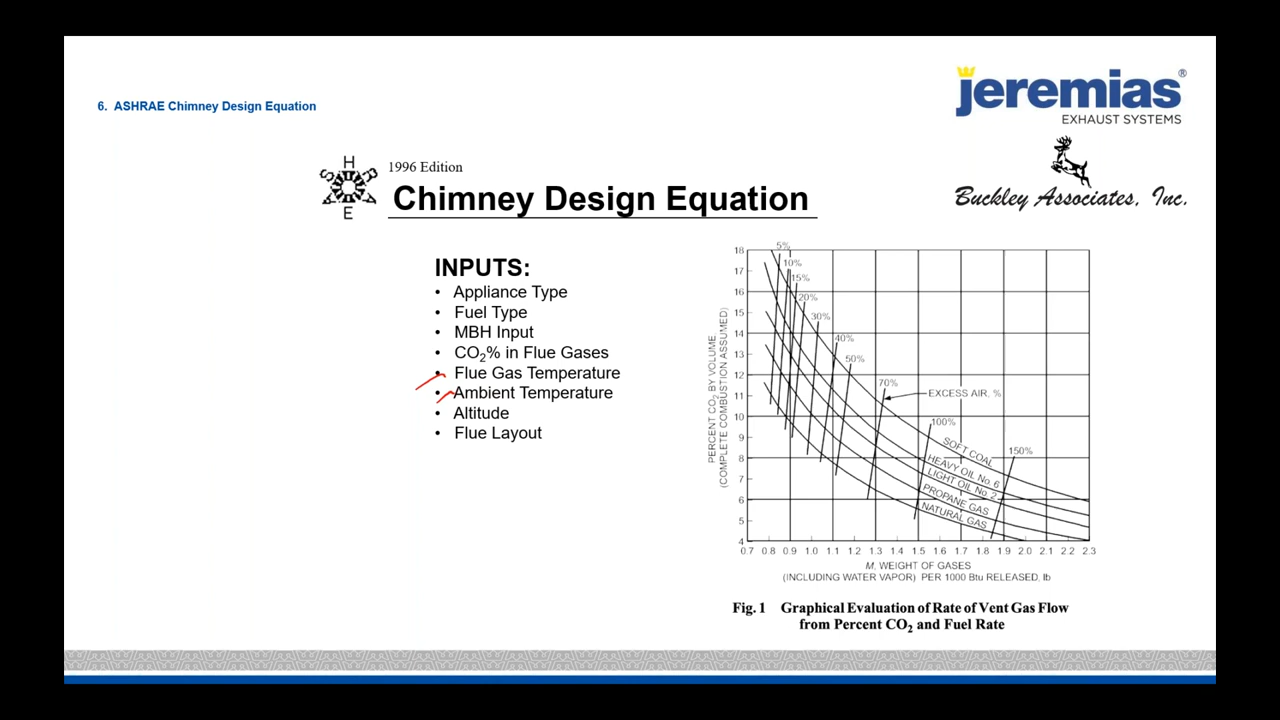 6. ASHRAE Chimney Design Equation
jeremias®
EXHAUST SYSTEMS
ASHRAE
1996 Edition
Chimney Design Equation
Buckley Associates, Inc.
INPUTS:
• Appliance Type
• Fuel Type
• MBH Input
• CO₂% in Flue Gases
• Flue Gas Temperature
• Ambient Temperature
• Altitude
• Flue Layout
PERCENT CO₂ BY VOLUME
(COMPLETE COMBUSTION ASSUMED)
18
17
16
15
14
13
12
11
10
9
8
7
6
5
4
5%
10%
15%
20%
30%
40%
50%
70%
EXCESS AIR, %
100%
150%
SOFT COAL
HEAVY OIL No. 6
LIGHT OIL No. 2
PROPANE GAS
NATURAL GAS
0.7 0.8 0.9 1.0 1.1 1.2 1.3 1.4 1.5 1.6 1.7 1.8 1.9 2.0 2.1 2.2 2.3
M, WEIGHT OF GASES
(INCLUDING WATER VAPOR) PER 1000 Btu RELEASED, lb
Fig. 1 Graphical Evaluation of Rate of Vent Gas Flow
from Percent CO₂ and Fuel Rate